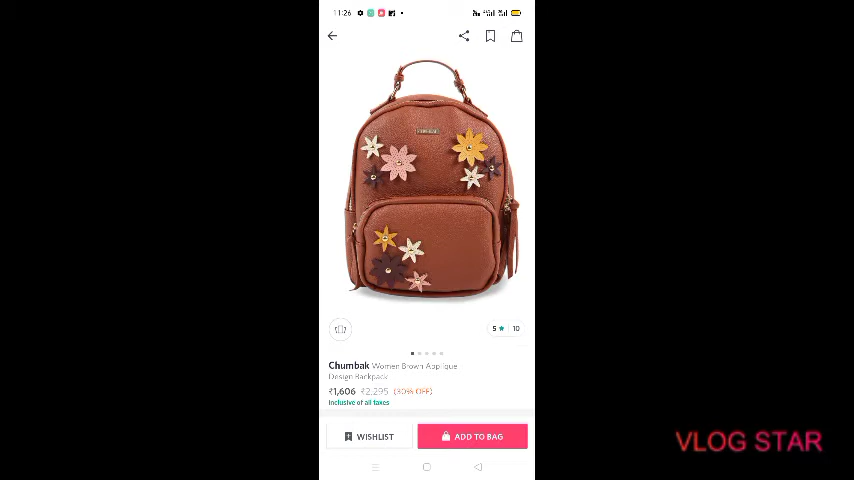 11:26
5 ★ 10
Chumbak Women Brown Applique
Design Backpack
₹1,606 ₹2,295 (30% OFF)
Inclusive of all taxes
WISHLIST
ADD TO BAG
VLOG STAR